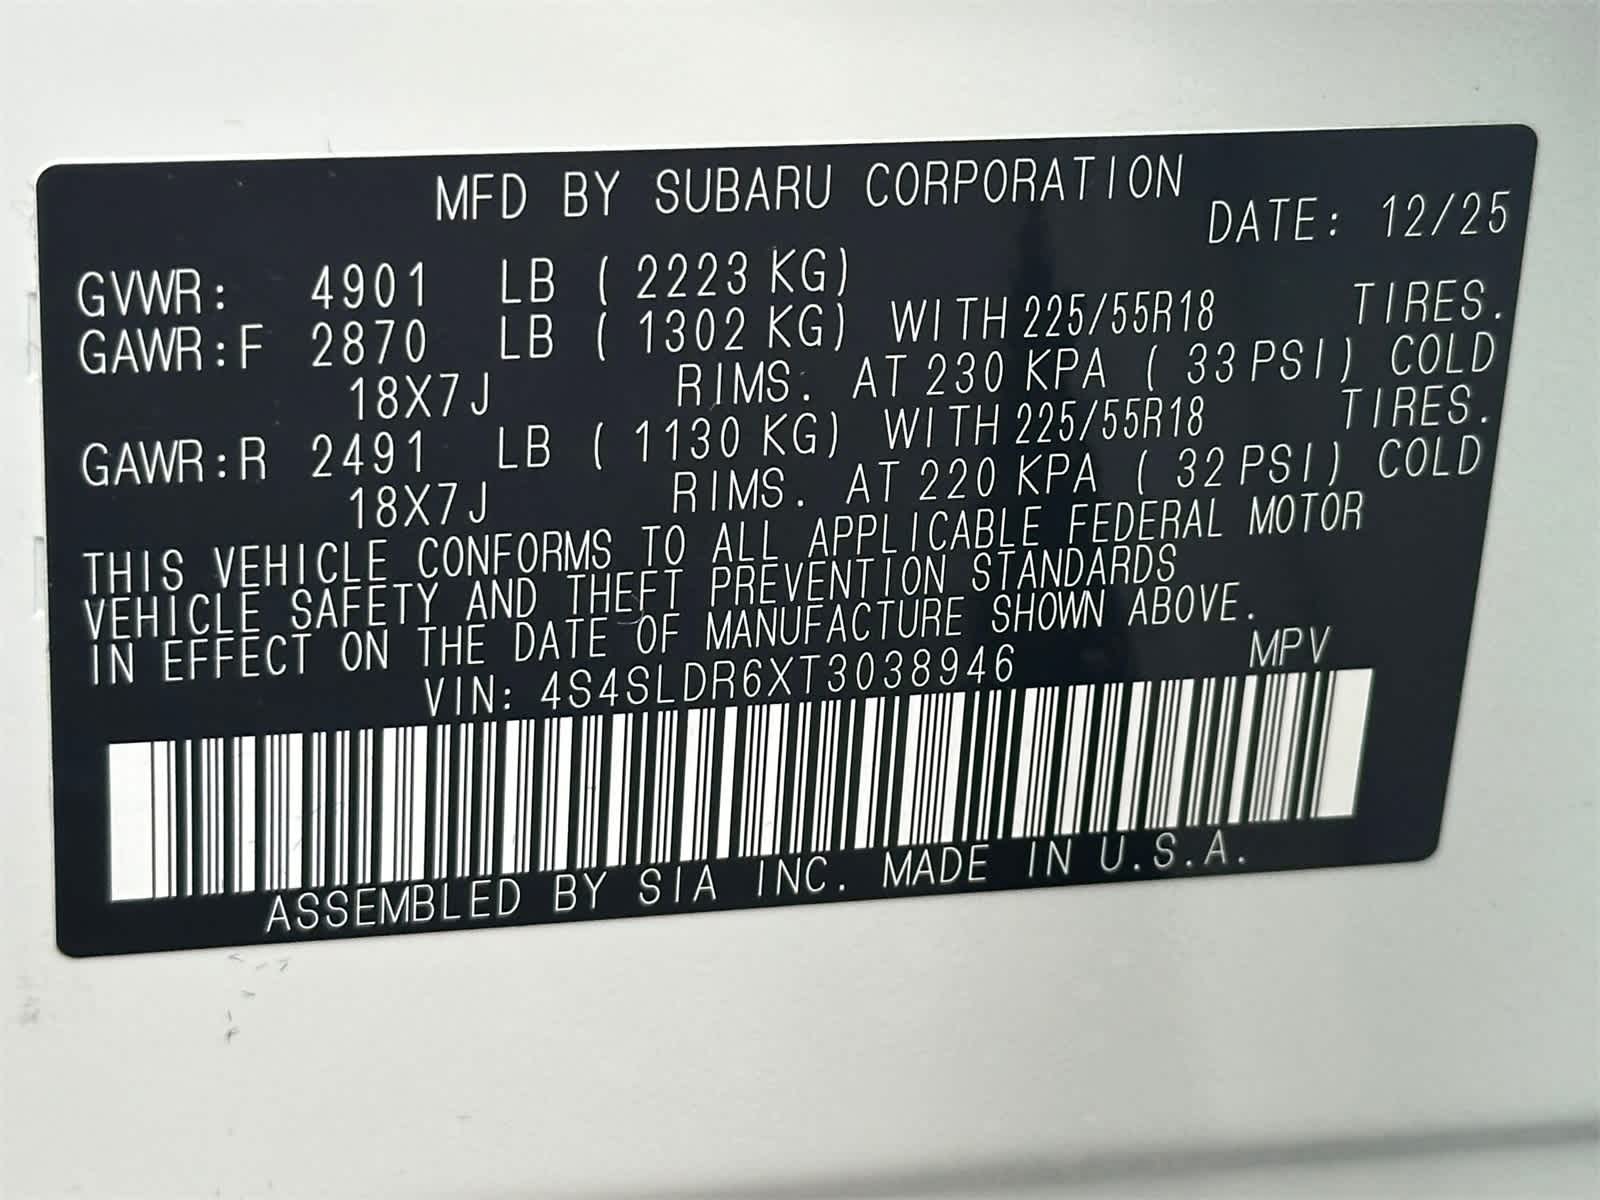 MFD BY SUBARU CORPORATION
DATE: 12/25
GVWR: 4901 LB ( 2223 KG)
GAWR:F 2870 LB ( 1302 KG) WITH 225/55R18 TIRES.
18X7J RIMS. AT 230 KPA ( 33 PSI) COLD
GAWR:R 2491 LB ( 1130 KG) WITH 225/55R18 TIRES.
18X7J RIMS. AT 220 KPA ( 32 PSI) COLD
THIS VEHICLE CONFORMS TO ALL APPLICABLE FEDERAL MOTOR
VEHICLE SAFETY AND THEFT PREVENTION STANDARDS
IN EFFECT ON THE DATE OF MANUFACTURE SHOWN ABOVE.
VIN: 4S4SLDR6XT3038946 MPV
ASSEMBLED BY SIA INC. MADE IN U.S.A.